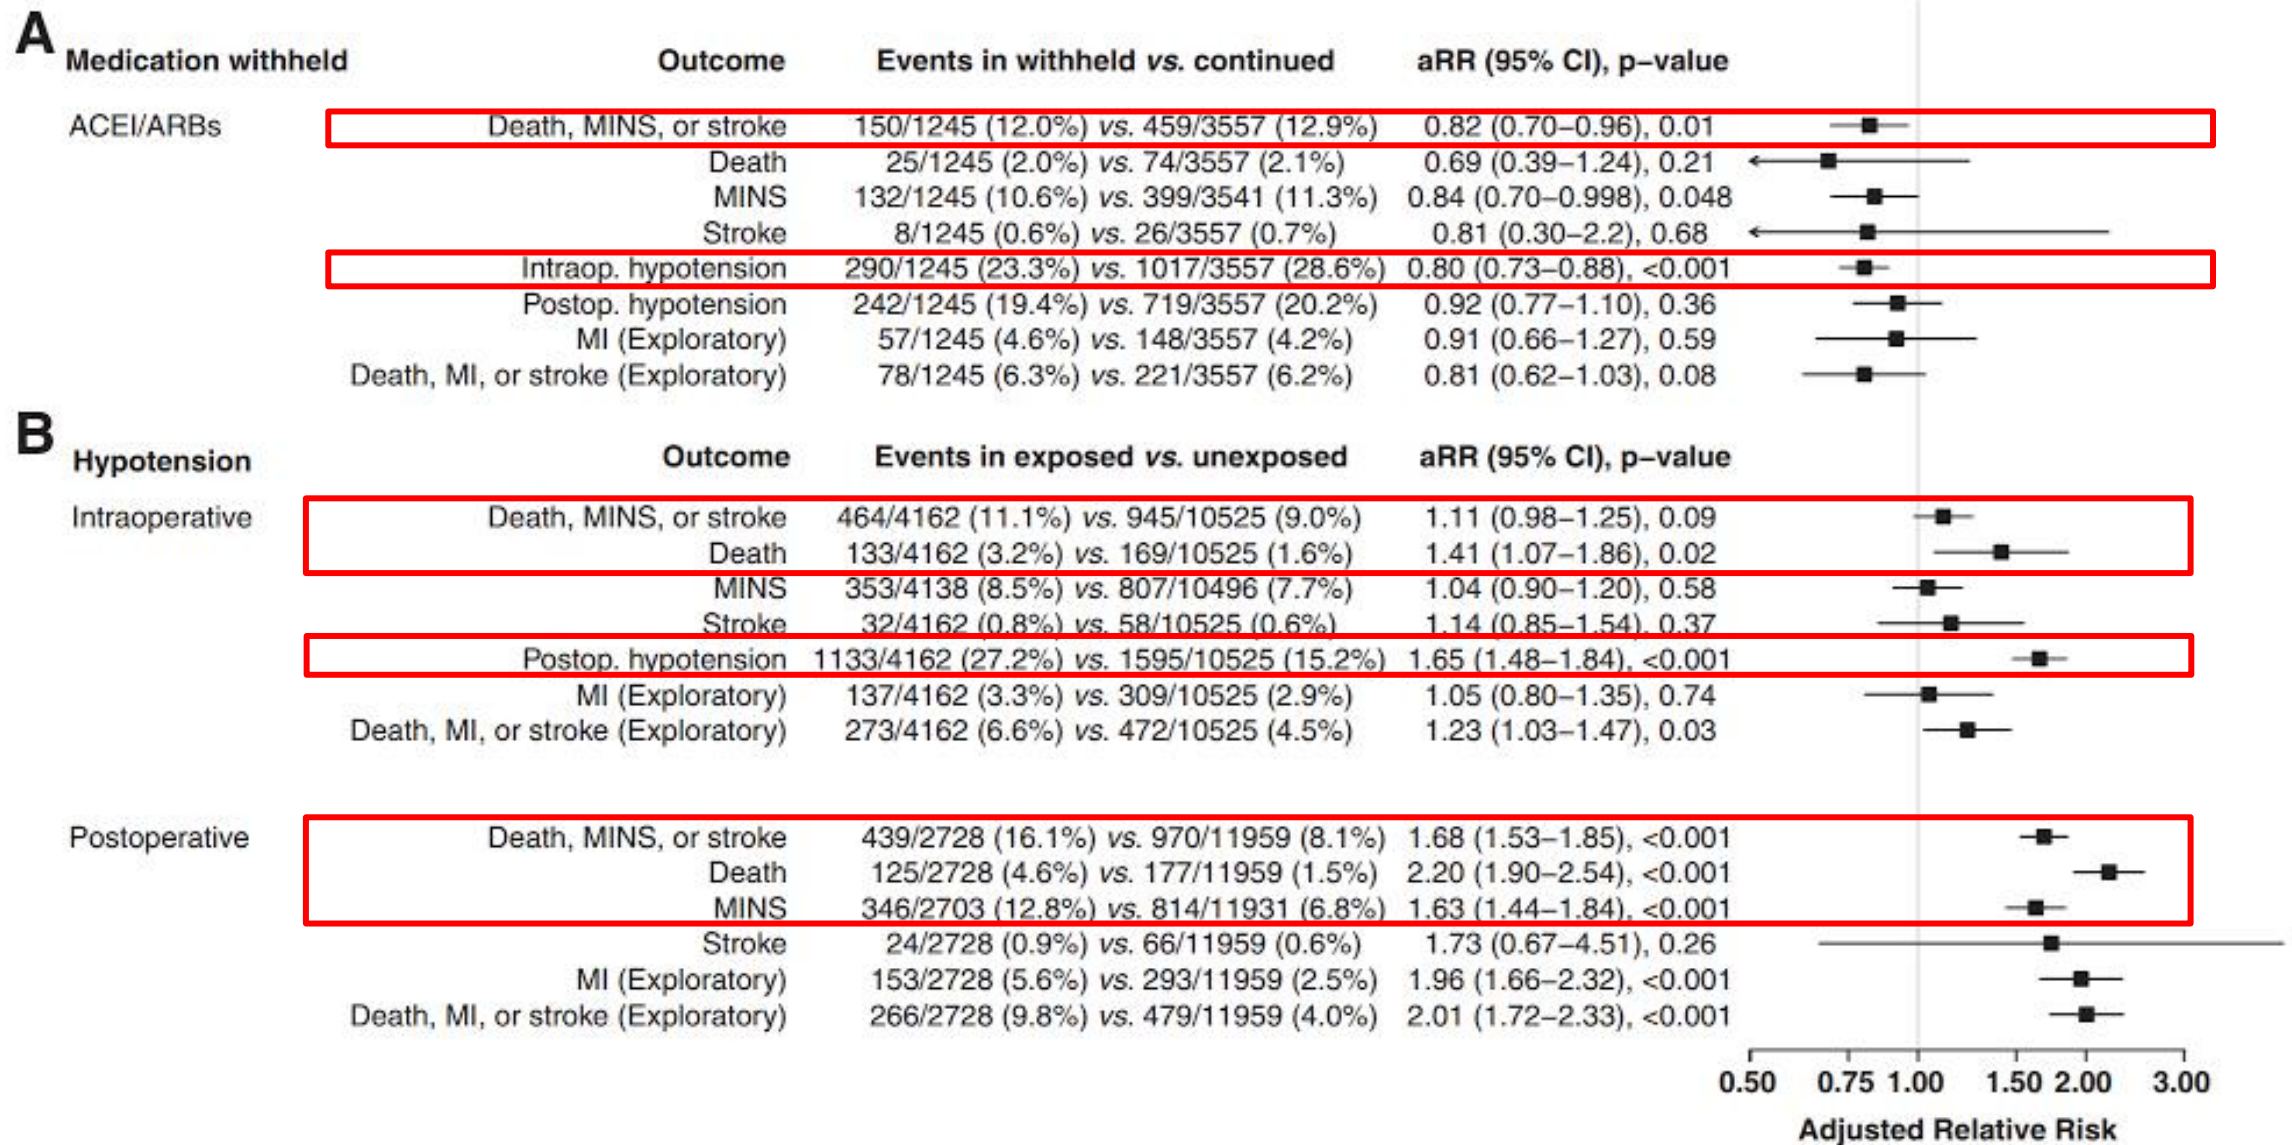 A
Medication withheld Outcome Events in withheld vs. continued aRR (95% CI), p–value
ACEI/ARBs Death, MINS, or stroke 150/1245 (12.0%) vs. 459/3557 (12.9%) 0.82 (0.70–0.96), 0.01
Death 25/1245 (2.0%) vs. 74/3557 (2.1%) 0.69 (0.39–1.24), 0.21
MINS 132/1245 (10.6%) vs. 399/3541 (11.3%) 0.84 (0.70–0.998), 0.048
Stroke 8/1245 (0.6%) vs. 26/3557 (0.7%) 0.81 (0.30–2.2), 0.68
Intraop. hypotension 290/1245 (23.3%) vs. 1017/3557 (28.6%) 0.80 (0.73–0.88), <0.001
Postop. hypotension 242/1245 (19.4%) vs. 719/3557 (20.2%) 0.92 (0.77–1.10), 0.36
MI (Exploratory) 57/1245 (4.6%) vs. 148/3557 (4.2%) 0.91 (0.66–1.27), 0.59
Death, MI, or stroke (Exploratory) 78/1245 (6.3%) vs. 221/3557 (6.2%) 0.81 (0.62–1.03), 0.08
B
Hypotension Outcome Events in exposed vs. unexposed aRR (95% CI), p–value
Intraoperative Death, MINS, or stroke 464/4162 (11.1%) vs. 945/10525 (9.0%) 1.11 (0.98–1.25), 0.09
Death 133/4162 (3.2%) vs. 169/10525 (1.6%) 1.41 (1.07–1.86), 0.02
MINS 353/4138 (8.5%) vs. 807/10496 (7.7%) 1.04 (0.90–1.20), 0.58
Stroke 32/4162 (0.8%) vs. 58/10525 (0.6%) 1.14 (0.85–1.54), 0.37
Postop. hypotension 1133/4162 (27.2%) vs. 1595/10525 (15.2%) 1.65 (1.48–1.84), <0.001
MI (Exploratory) 137/4162 (3.3%) vs. 309/10525 (2.9%) 1.05 (0.80–1.35), 0.74
Death, MI, or stroke (Exploratory) 273/4162 (6.6%) vs. 472/10525 (4.5%) 1.23 (1.03–1.47), 0.03
Postoperative Death, MINS, or stroke 439/2728 (16.1%) vs. 970/11959 (8.1%) 1.68 (1.53–1.85), <0.001
Death 125/2728 (4.6%) vs. 177/11959 (1.5%) 2.20 (1.90–2.54), <0.001
MINS 346/2703 (12.8%) vs. 814/11931 (6.8%) 1.63 (1.44–1.84), <0.001
Stroke 24/2728 (0.9%) vs. 66/11959 (0.6%) 1.73 (0.67–4.51), 0.26
MI (Exploratory) 153/2728 (5.6%) vs. 293/11959 (2.5%) 1.96 (1.66–2.32), <0.001
Death, MI, or stroke (Exploratory) 266/2728 (9.8%) vs. 479/11959 (4.0%) 2.01 (1.72–2.33), <0.001
0.50 0.75 1.00 1.50 2.00 3.00
Adjusted Relative Risk